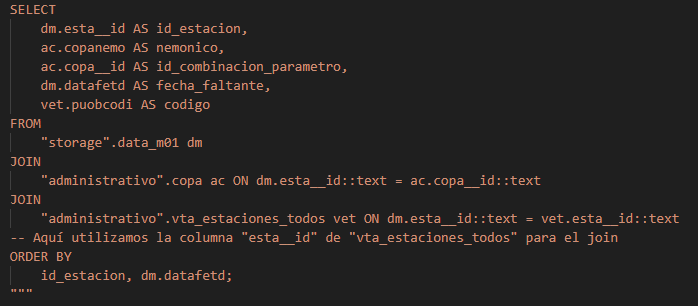 SELECT
dm.esta__id AS id_estacion,
ac.copanemo AS nemonico,
ac.copa__id AS id_combinacion_parametro,
dm.datafetd AS fecha_faltante,
vet.puobcodi AS codigo
FROM
"storage".data_m01 dm
JOIN
"administrativo".copa ac ON dm.esta__id::text = ac.copa__id::text
JOIN
"administrativo".vta_estaciones_todos vet ON dm.esta__id::text = vet.esta__id::text
-- Aquí utilizamos la columna "esta__id" de "vta_estaciones_todos" para el join
ORDER BY
id_estacion, dm.datafetd;
"""